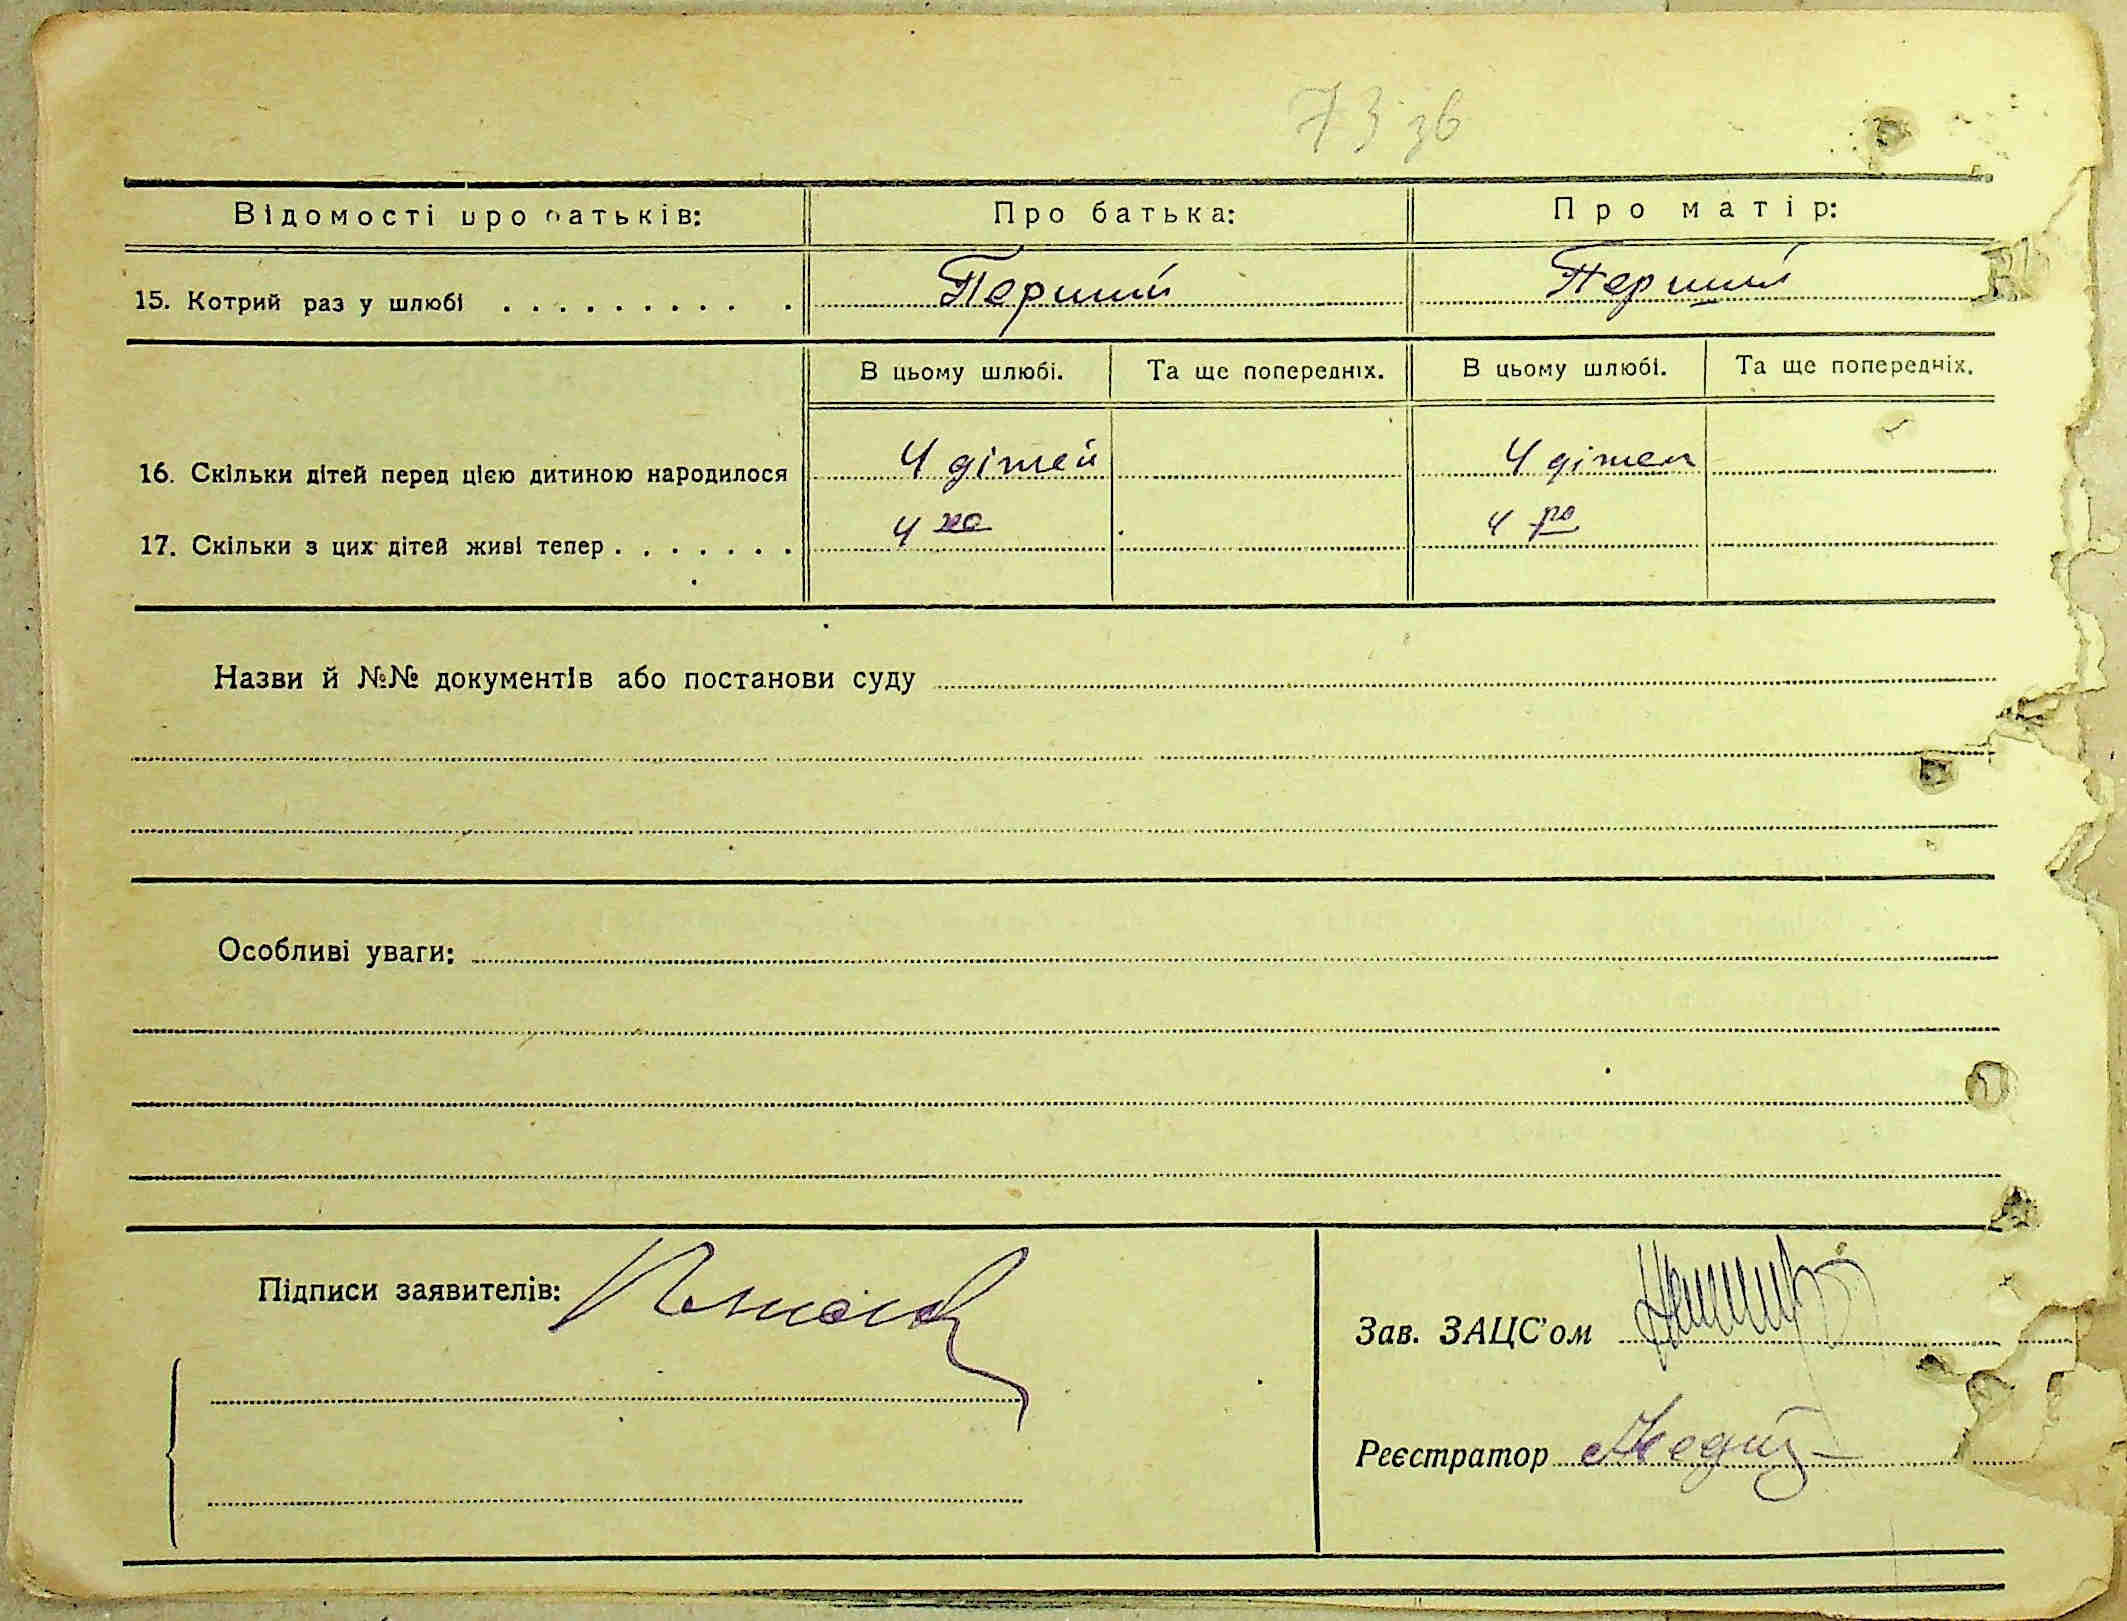 73 зв
Відомості про батьків: Про батька: Про матір:
15. Котрий раз у шлюбі . . . . . . . . . . Перший Перший
В цьому шлюбі. Та ще попередніх. В цьому шлюбі. Та ще попередніх.
16. Скільки дітей перед цією дитиною народилося 4 дітей 4 дітей
17. Скільки з цих дітей живі тепер . . . . . . . 4 ро
Назви й №№ документів або постанови суду
Особливі уваги:
Підписи заявителів:
Зав. ЗАЦС'ом
Реєстратор